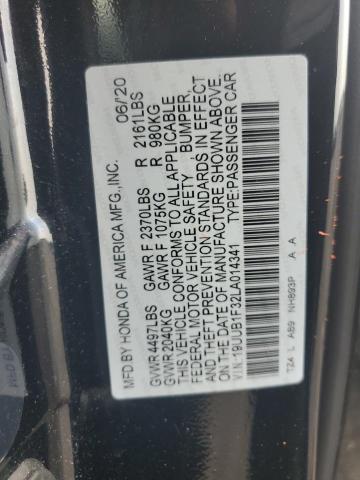 MFD BY HONDA OF AMERICA MFG.,INC. 06/20
GVWR 4497LBS GAWR F 2370LBS R 2161LBS
GVWR 2040KG GAWR F 1075KG R 980KG
THIS VEHICLE CONFORMS TO ALL APPLICABLE
FEDERAL MOTOR VEHICLE SAFETY, BUMPER,
AND THEFT PREVENTION STANDARDS IN EFFECT
ON THE DATE OF MANUFACTURE SHOWN ABOVE.
V.I.N.:19UUB1F32LA014341 TYPE:PASSENGER CAR
TZ4 L A89 NH893P A A